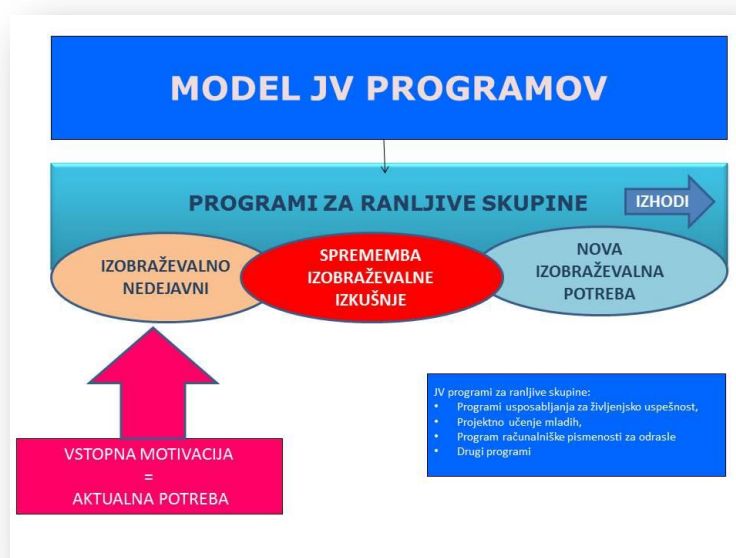 MODEL JV PROGRAMOV
PROGRAMI ZA RANLJIVE SKUPINE
IZHODI
IZOBRAŽEVALNO
NEDEJAVNI
SPREMEMBA
IZOBRAŽEVALNE
IZKUŠNJE
NOVA
IZOBRAŽEVALNA
POTREBA
VSTOPNA MOTIVACIJA
=
AKTUALNA POTREBA
JV programi za ranljive skupine:
• Programi usposabljanja za življenjsko uspešnost,
• Projektno učenje mladih,
• Program računalniške pismenosti za odrasle
• Drugi programi